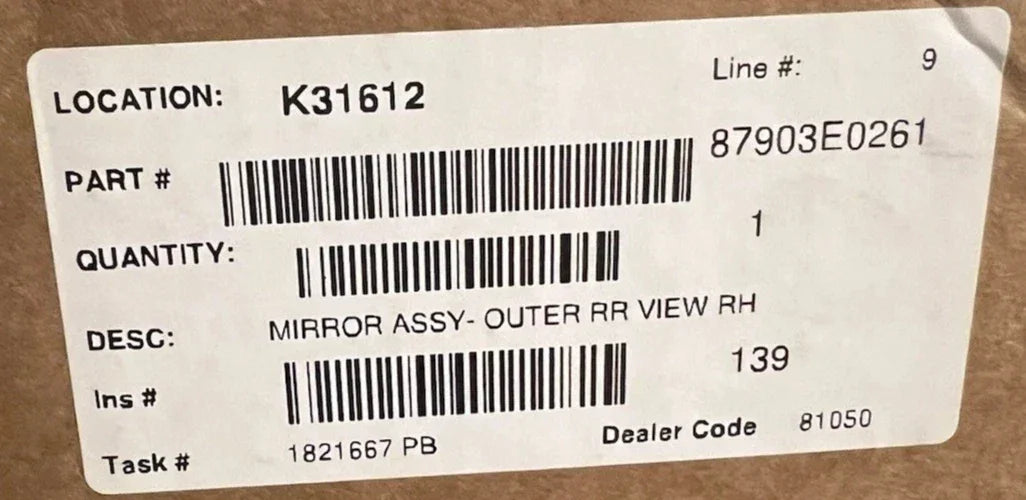 LOCATION: K31612 Line #: 9
PART # 87903E0261
QUANTITY: 1
DESC: MIRROR ASSY- OUTER RR VIEW RH
Ins # 139
Task # 1821667 PB Dealer Code 81050